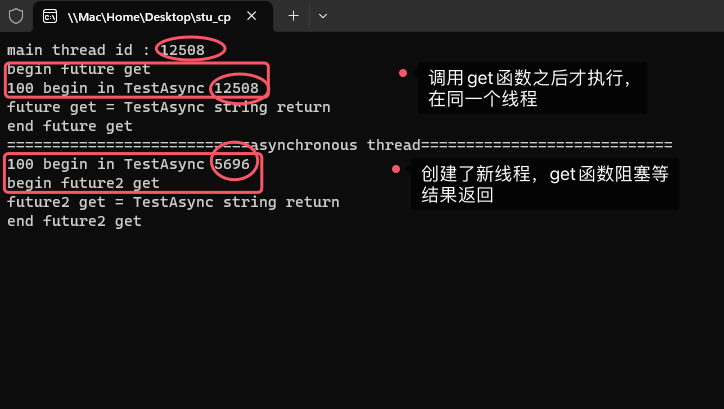 \\Mac\Home\Desktop\stu_cp
main thread id : 12508
begin future get
100 begin in TestAsync 12508
future get = TestAsync string return
end future get
===========================asynchronous thread============================
100 begin in TestAsync 5696
begin future2 get
future2 get = TestAsync string return
end future2 get
调用get函数之后才执行，
在同一个线程
创建了新线程，get函数阻塞等
结果返回